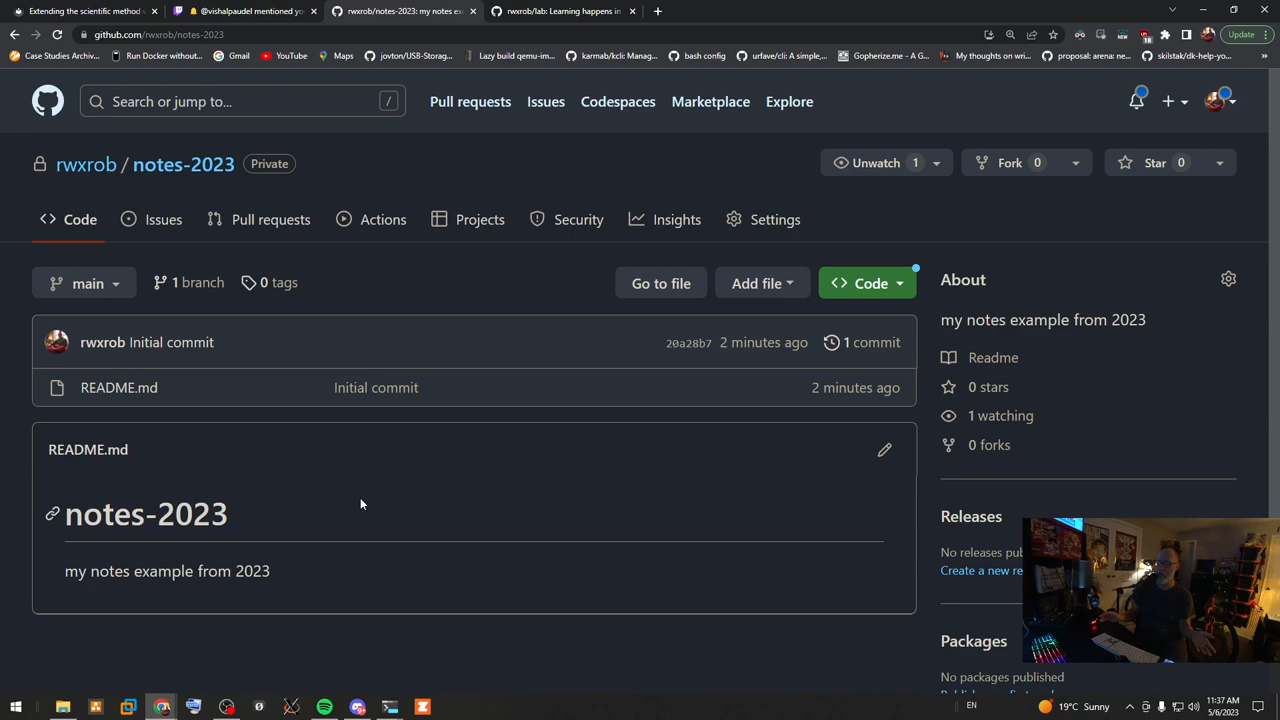 Extending the scientific method
@vishalpaudel mentioned yo
rwxrob/notes-2023: my notes ex
rwxrob/lab: Learning happens in
github.com/rwxrob/notes-2023
Update
Case Studies Archiv...
Run Docker without...
Gmail
YouTube
Maps
jovton/USB-Storag...
Lazy build qemu-im...
karmab/kcli: Manag...
bash config
urfave/cli: A simple,...
Gopherize.me - A G...
My thoughts on wri...
proposal: arena: ne...
skilstak/dk-help-yo...
Search or jump to...
/
Pull requests
Issues
Codespaces
Marketplace
Explore
rwxrob / notes-2023
Private
Unwatch 1
Fork 0
Star 0
Code
Issues
Pull requests
Actions
Projects
Security
Insights
Settings
main
1 branch
0 tags
Go to file
Add file
Code
About
my notes example from 2023
rwxrob Initial commit
20a28b7 2 minutes ago
1 commit
README.md
Initial commit
2 minutes ago
Readme
0 stars
1 watching
0 forks
README.md
notes-2023
my notes example from 2023
Releases
No releases pub
Create a new re
Packages
No packages published
EN
19°C Sunny
11:37 AM
5/6/2023